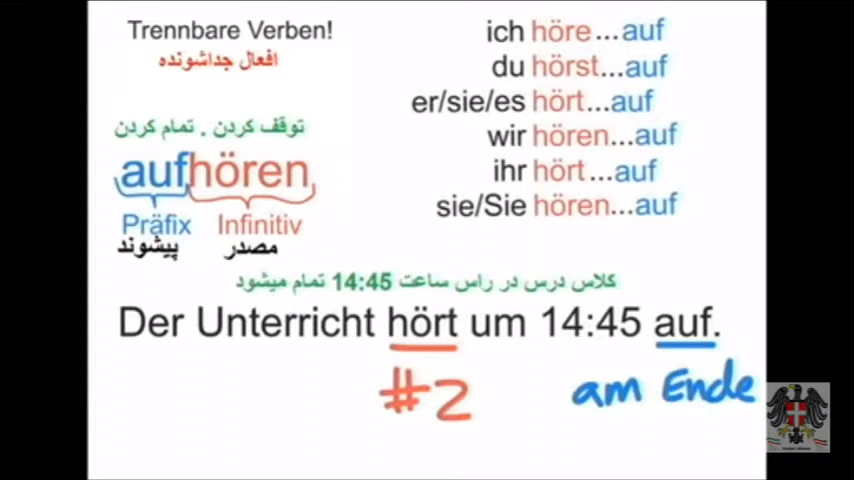 Trennbare Verben!
افعال جداشونده
توقف کردن . تمام کردن
aufhören
Präfix Infinitiv
پیشوند مصدر
ich höre...auf
du hörst...auf
er/sie/es hört...auf
wir hören...auf
ihr hört...auf
sie/Sie hören...auf
کلاس درس در راس ساعت 14:45 تمام میشود
Der Unterricht hört um 14:45 auf.
#2 am Ende